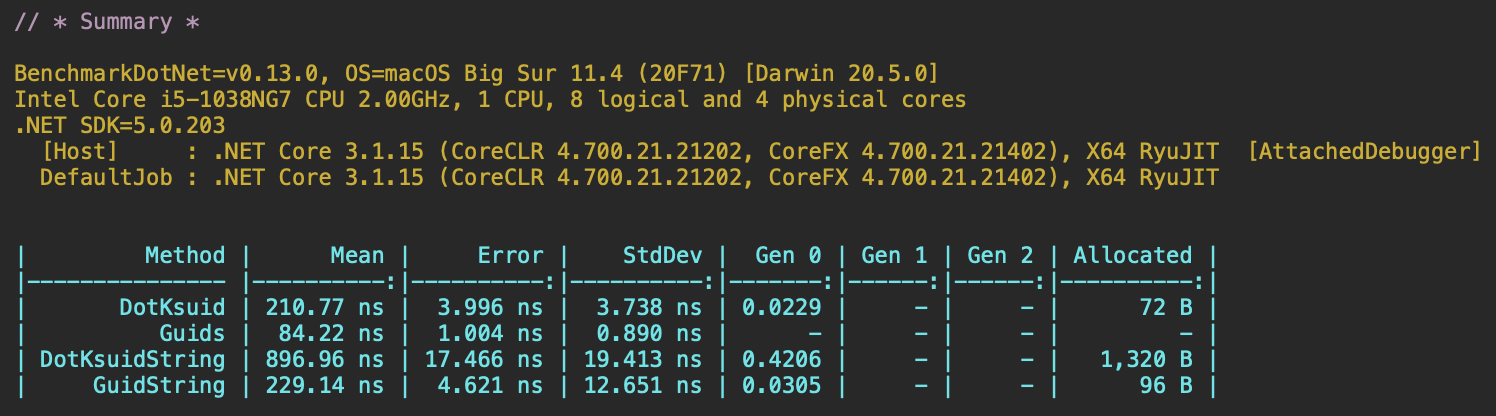 // * Summary *
BenchmarkDotNet=v0.13.0, OS=macOS Big Sur 11.4 (20F71) [Darwin 20.5.0]
Intel Core i5-1038NG7 CPU 2.00GHz, 1 CPU, 8 logical and 4 physical cores
.NET SDK=5.0.203
  [Host]     : .NET Core 3.1.15 (CoreCLR 4.700.21.21202, CoreFX 4.700.21.21402), X64 RyuJIT  [AttachedDebugger]
  DefaultJob : .NET Core 3.1.15 (CoreCLR 4.700.21.21202, CoreFX 4.700.21.21402), X64 RyuJIT
|         Method |      Mean |     Error |    StdDev |  Gen 0 | Gen 1 | Gen 2 | Allocated |
|--------------- |----------:|----------:|----------:|-------:|------:|------:|----------:|
|       DotKsuid | 210.77 ns |  3.996 ns |  3.738 ns | 0.0229 |     - |     - |      72 B |
|          Guids |  84.22 ns |  1.004 ns |  0.890 ns |      - |     - |     - |         - |
| DotKsuidString | 896.96 ns | 17.466 ns | 19.413 ns | 0.4206 |     - |     - |   1,320 B |
|     GuidString | 229.14 ns |  4.621 ns | 12.651 ns | 0.0305 |     - |     - |      96 B |